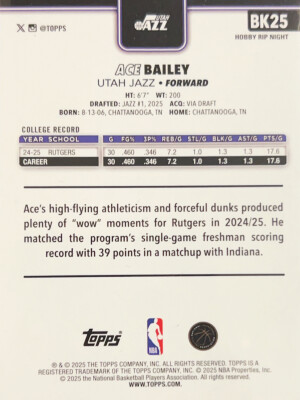 @TOPPS
UTAH
JAZZ
BK25
HOBBY RIP NIGHT
ACE BAILEY
UTAH JAZZ • FORWARD
HT: 6'7" WT: 200
DRAFTED: JAZZ #1, 2025 ACQ: VIA DRAFT
BORN: 8-13-06, CHATTANOOGA, TN HOME: CHATTANOOGA, TN
COLLEGE RECORD
YEAR SCHOOL G FG% 3P% REB/G STL/G BLK/G AST/G PTS/G
24-25 RUTGERS 30 .460 .346 7.2 1.0 1.3 1.3 17.6
CAREER 30 .460 .346 7.2 1.0 1.3 1.3 17.6
Ace's high-flying athleticism and forceful dunks produced
plenty of "wow" moments for Rutgers in 2024/25. He
matched the program's single-game freshman scoring
record with 39 points in a matchup with Indiana.
Topps
NBA
® & © 2025 THE TOPPS COMPANY, INC. ALL RIGHTS RESERVED. TOPPS IS A
REGISTERED TRADEMARK OF THE TOPPS COMPANY, INC. © 2025 NBA Properties, Inc.
© 2025 the National Basketball Players Association. All rights reserved.
WWW.TOPPS.COM.